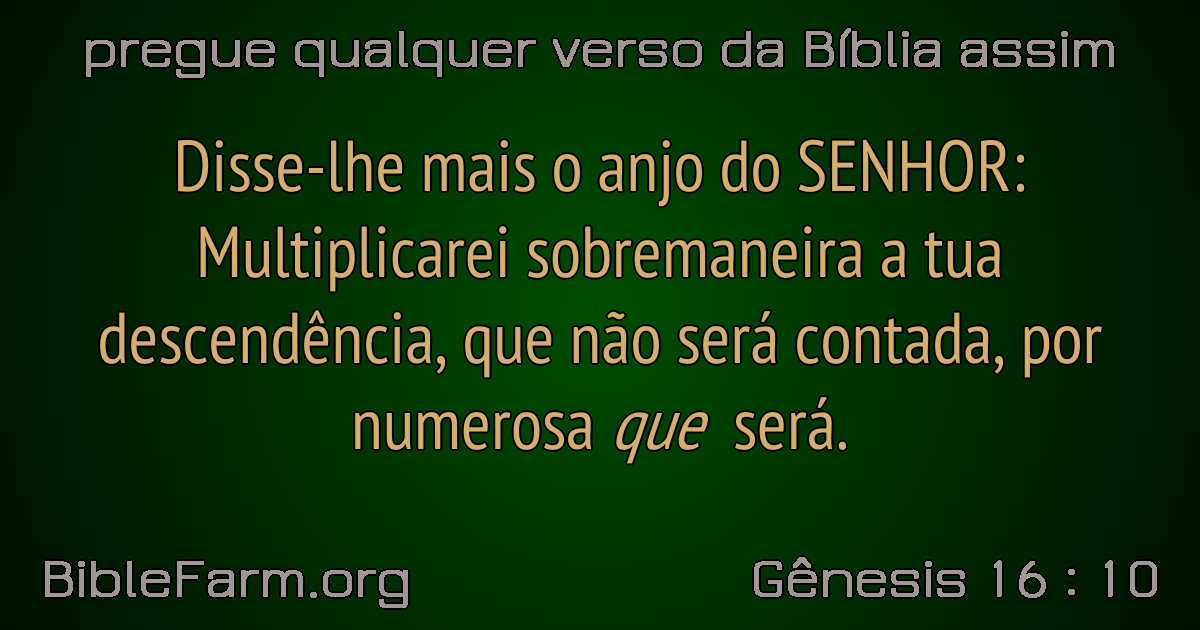 pregue qualquer verso da Bíblia assim
Disse-lhe mais o anjo do SENHOR:
Multiplicarei sobremaneira a tua
descendência, que não será contada, por
numerosa que será.
BibleFarm.org
Gênesis 16 : 10